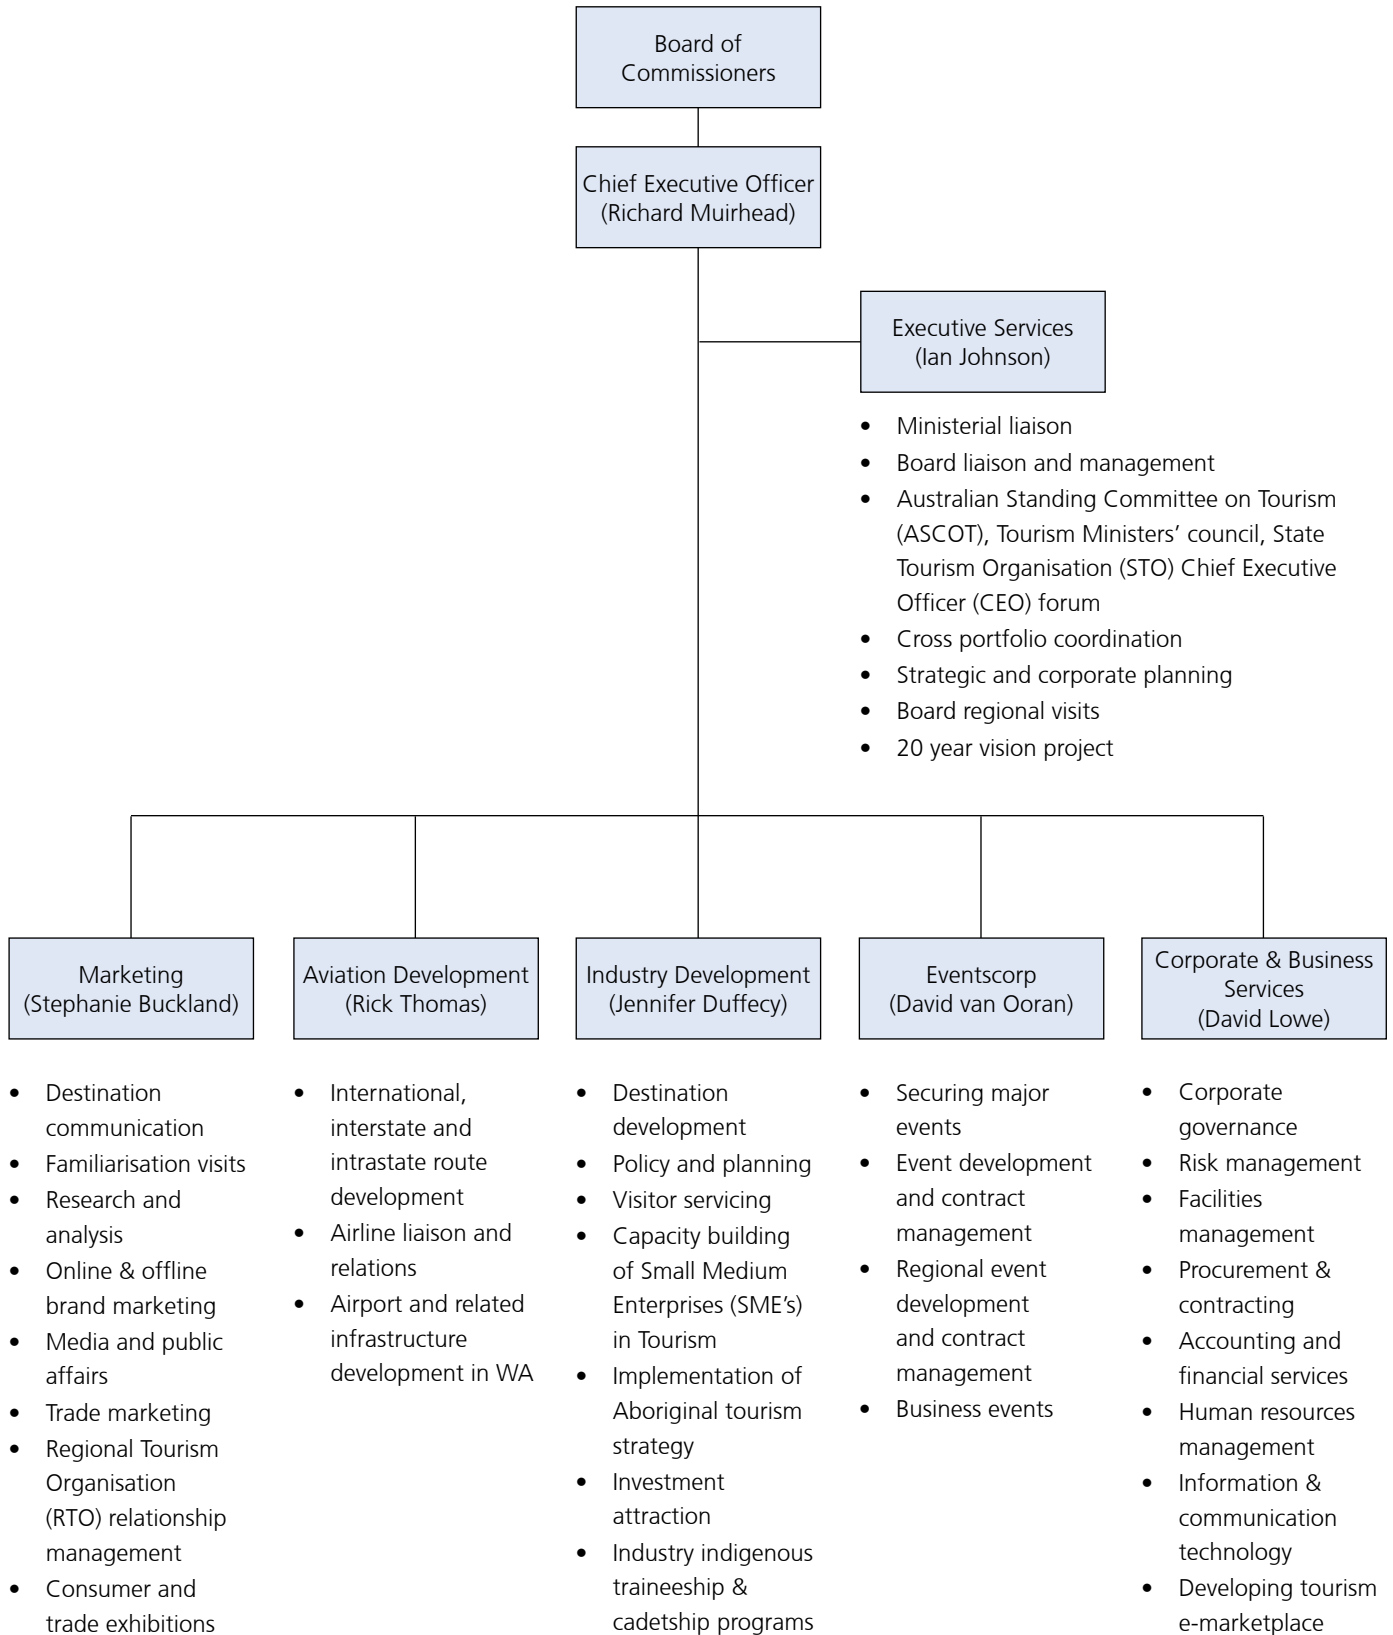 Board of
Commissioners
Chief Executive Officer
(Richard Muirhead)
Executive Services
(Ian Johnson)
• Ministerial liaison
• Board liaison and management
• Australian Standing Committee on Tourism
(ASCOT), Tourism Ministers’ council, State
Tourism Organisation (STO) Chief Executive
Officer (CEO) forum
• Cross portfolio coordination
• Strategic and corporate planning
• Board regional visits
• 20 year vision project
Marketing
(Stephanie Buckland)
• Destination
communication
• Familiarisation visits
• Research and
analysis
• Online & offline
brand marketing
• Media and public
affairs
• Trade marketing
• Regional Tourism
Organisation
(RTO) relationship
management
• Consumer and
trade exhibitions
Aviation Development
(Rick Thomas)
• International,
interstate and
intrastate route
development
• Airline liaison and
relations
• Airport and related
infrastructure
development in WA
Industry Development
(Jennifer Duffecy)
• Destination
development
• Policy and planning
• Visitor servicing
• Capacity building
of Small Medium
Enterprises (SME’s)
in Tourism
• Implementation of
Aboriginal tourism
strategy
• Investment
attraction
• Industry indigenous
traineeship &
cadetship programs
Eventscorp
(David van Ooran)
• Securing major
events
• Event development
and contract
management
• Regional event
development
and contract
management
• Business events
Corporate & Business
Services
(David Lowe)
• Corporate
governance
• Risk management
• Facilities
management
• Procurement &
contracting
• Accounting and
financial services
• Human resources
management
• Information &
communication
technology
• Developing tourism
e-marketplace